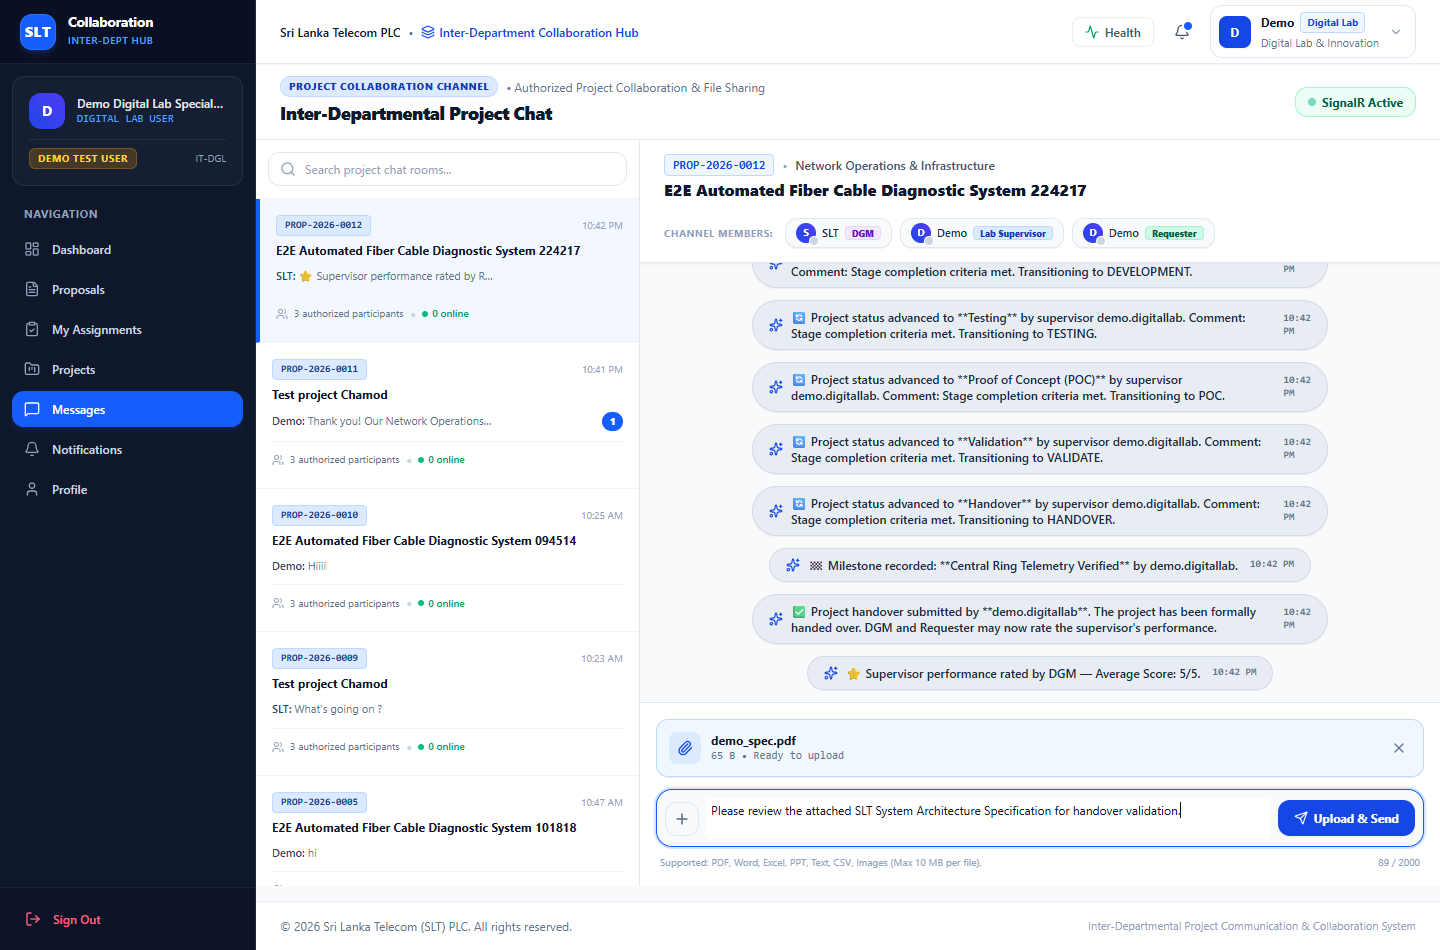 SLT
Collaboration
INTER-DEPT HUB
D
Demo Digital Lab Special...
DIGITAL LAB USER
DEMO TEST USER
IT-DGL
NAVIGATION
Dashboard
Proposals
My Assignments
Projects
Messages
Notifications
Profile
Sign Out
Sri Lanka Telecom PLC • Inter-Department Collaboration Hub
Health
D
Demo Digital Lab
Digital Lab & Innovation
PROJECT COLLABORATION CHANNEL • Authorized Project Collaboration & File Sharing
Inter-Departmental Project Chat
SignalR Active
Search project chat rooms...
PROP-2026-0012 10:42 PM
E2E Automated Fiber Cable Diagnostic System 224217
SLT: ⭐ Supervisor performance rated by R...
3 authorized participants • 0 online
PROP-2026-0011 10:41 PM
Test project Chamod
Demo: Thank you! Our Network Operations... 1
3 authorized participants • 0 online
PROP-2026-0010 10:25 AM
E2E Automated Fiber Cable Diagnostic System 094514
Demo: Hiiii
3 authorized participants • 0 online
PROP-2026-0009 10:23 AM
Test project Chamod
SLT: What's going on ?
3 authorized participants • 0 online
PROP-2026-0005 10:47 AM
E2E Automated Fiber Cable Diagnostic System 101818
Demo: hi
PROP-2026-0012 • Network Operations & Infrastructure
E2E Automated Fiber Cable Diagnostic System 224217
CHANNEL MEMBERS: S SLT DGM D Demo Lab Supervisor D Demo Requester
Comment: Stage completion criteria met. Transitioning to DEVELOPMENT. PM
🔄 Project status advanced to **Testing** by supervisor demo.digitallab. Comment: 10:42
Stage completion criteria met. Transitioning to TESTING. PM
🔄 Project status advanced to **Proof of Concept (POC)** by supervisor 10:42
demo.digitallab. Comment: Stage completion criteria met. Transitioning to POC. PM
🔄 Project status advanced to **Validation** by supervisor demo.digitallab. Comment: 10:42
Stage completion criteria met. Transitioning to VALIDATE. PM
🔄 Project status advanced to **Handover** by supervisor demo.digitallab. Comment: 10:42
Stage completion criteria met. Transitioning to HANDOVER. PM
🏁 Milestone recorded: **Central Ring Telemetry Verified** by demo.digitallab. 10:42 PM
✅ Project handover submitted by **demo.digitallab**. The project has been formally 10:42
handed over. DGM and Requester may now rate the supervisor's performance. PM
⭐ Supervisor performance rated by DGM — Average Score: 5/5. 10:42 PM
demo_spec.pdf
65 B • Ready to upload
Please review the attached SLT System Architecture Specification for handover validation.
Upload & Send
Supported: PDF, Word, Excel, PPT, Text, CSV, Images (Max 10 MB per file). 89 / 2000
© 2026 Sri Lanka Telecom (SLT) PLC. All rights reserved.
Inter-Departmental Project Communication & Collaboration System